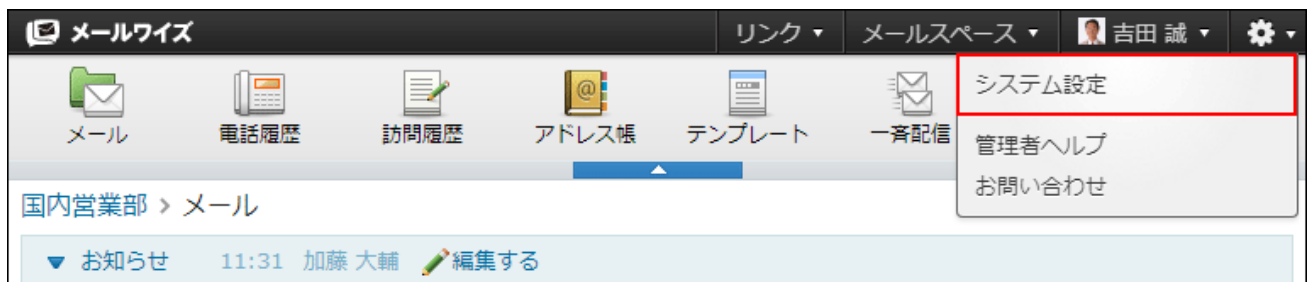 メールワイズ リンク ▼ メールスペース ▼ 吉田 誠 ▼
システム設定
メール 電話履歴 訪問履歴 アドレス帳 テンプレート 一斉配信
管理者ヘルプ
お問い合わせ
国内営業部 > メール
▼ お知らせ 11:31 加藤 大輔 編集する